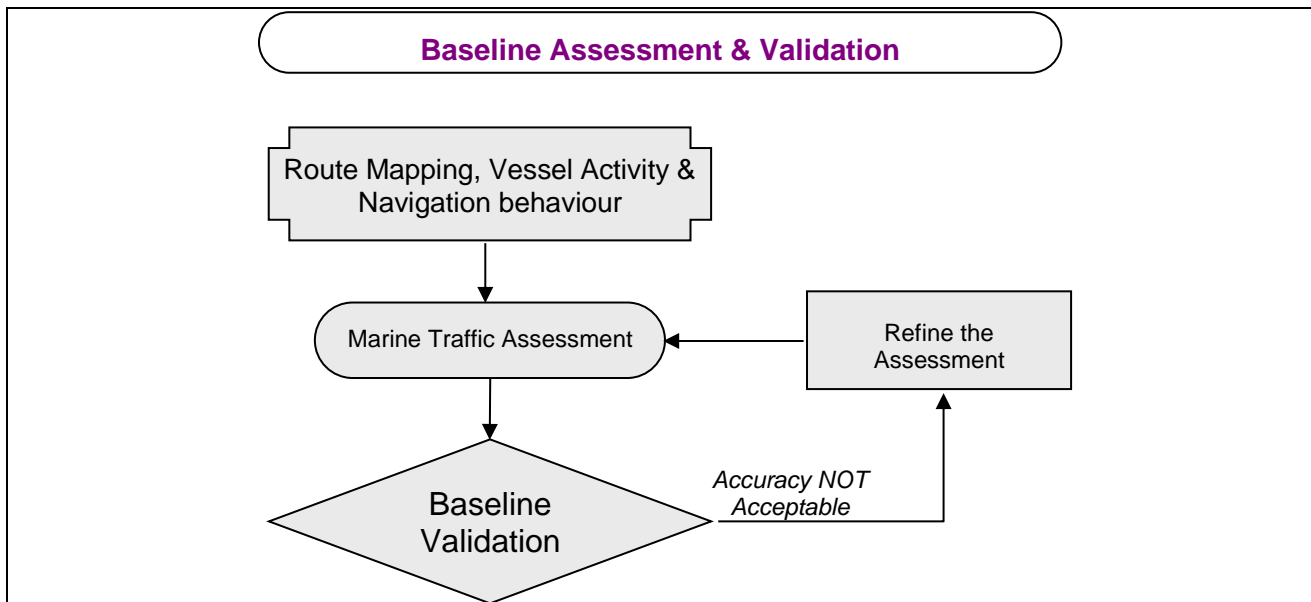 Baseline Assessment & Validation
Route Mapping, Vessel Activity &
Navigation behaviour
Marine Traffic Assessment
Refine the
Assessment
Accuracy NOT
Acceptable
Baseline
Validation